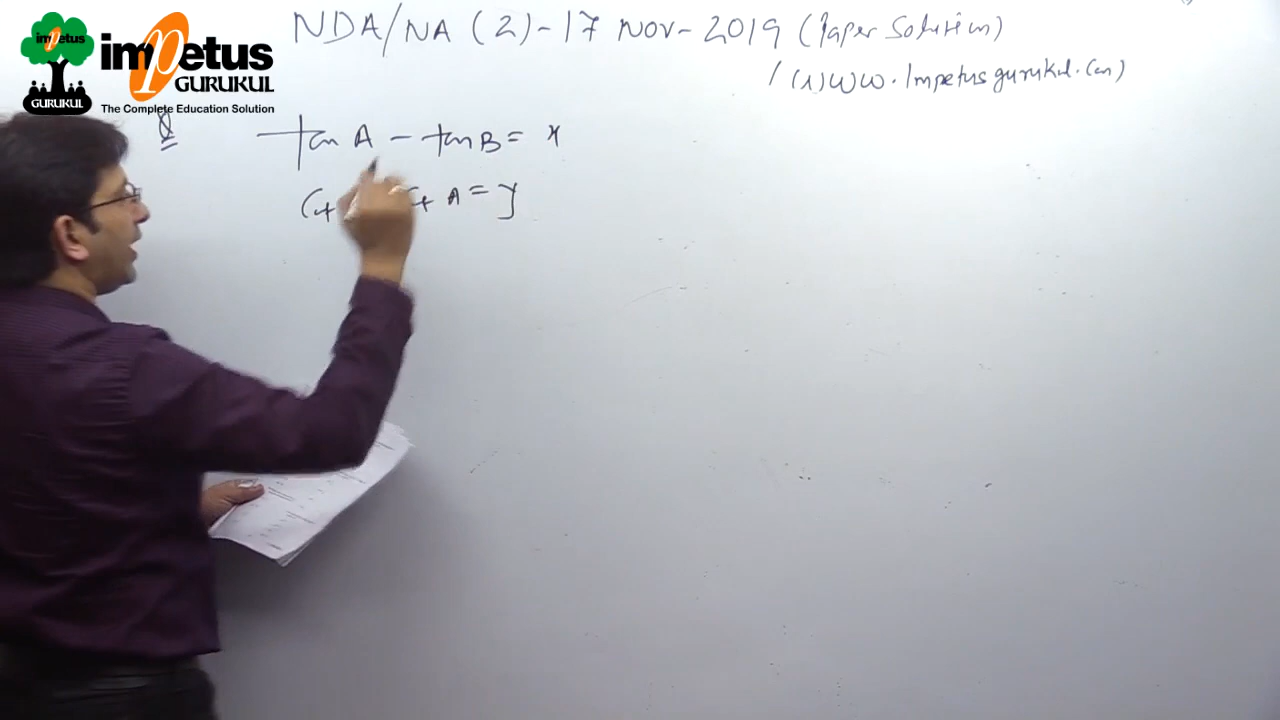 impetus
GURUKUL
impetus
GURUKUL
The Complete Education Solution
NDA/NA (2)-17 Nov-2019 (Paper Solution)
/ www.Impetusgurukul.com
Q
tan A - tan B = x
A = y